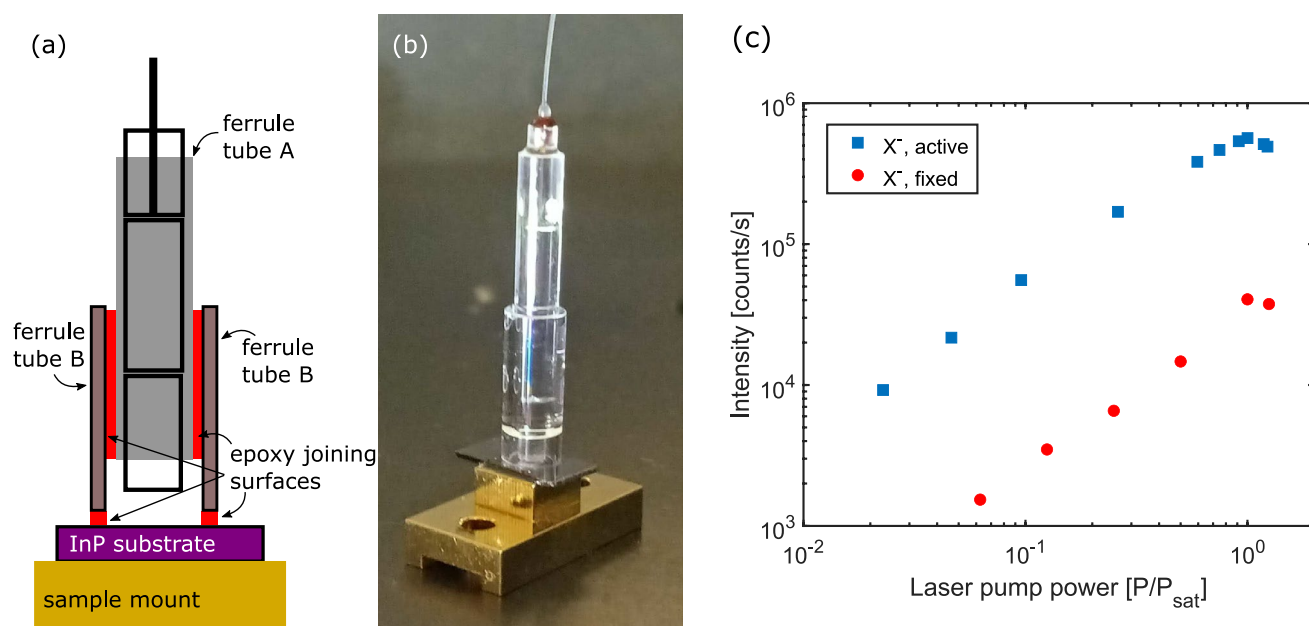 (a)
ferrule
tube A
ferrule
tube B
ferrule
tube B
epoxy joining
surfaces
InP substrate
sample mount
(b)
(c)
10⁶
10⁵
10⁴
10³
Intensity [counts/s]
X⁻, active
X⁻, fixed
10⁻²
10⁻¹
10⁰
Laser pump power [P/P_sat]